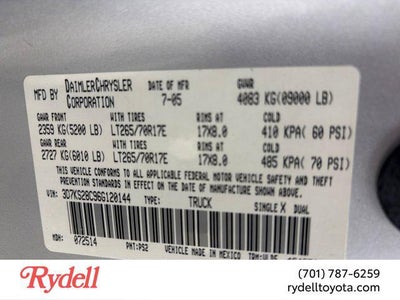 MFD BY DAIMLERCHRYSLER CORPORATION
DATE OF MFR 7-05
GVWR 4083 KG(09000 LB)
GAWR FRONT WITH TIRES RIMS AT COLD
2359 KG(5200 LB) LT265/70R17E 17X8.0 410 KPA( 60 PSI)
GAWR REAR WITH TIRES RIMS AT COLD
2727 KG(6010 LB) LT265/70R17E 17X8.0 485 KPA( 70 PSI)
THIS VEHICLE CONFORMS TO ALL APPLICABLE FEDERAL MOTOR VEHICLE
SAFETY STANDARDS IN EFFECT ON THE DATE OF MANUFACTURE SHOWN ABOVE
VIN: 3D7KS28C96G120144 TYPE: TRUCK SINGLE X DUAL
MDH: 072514 PNT: PS2 VEHICLE MADE IN MEXICO
Rydell
(701) 787-6259
rydelltoyota.com